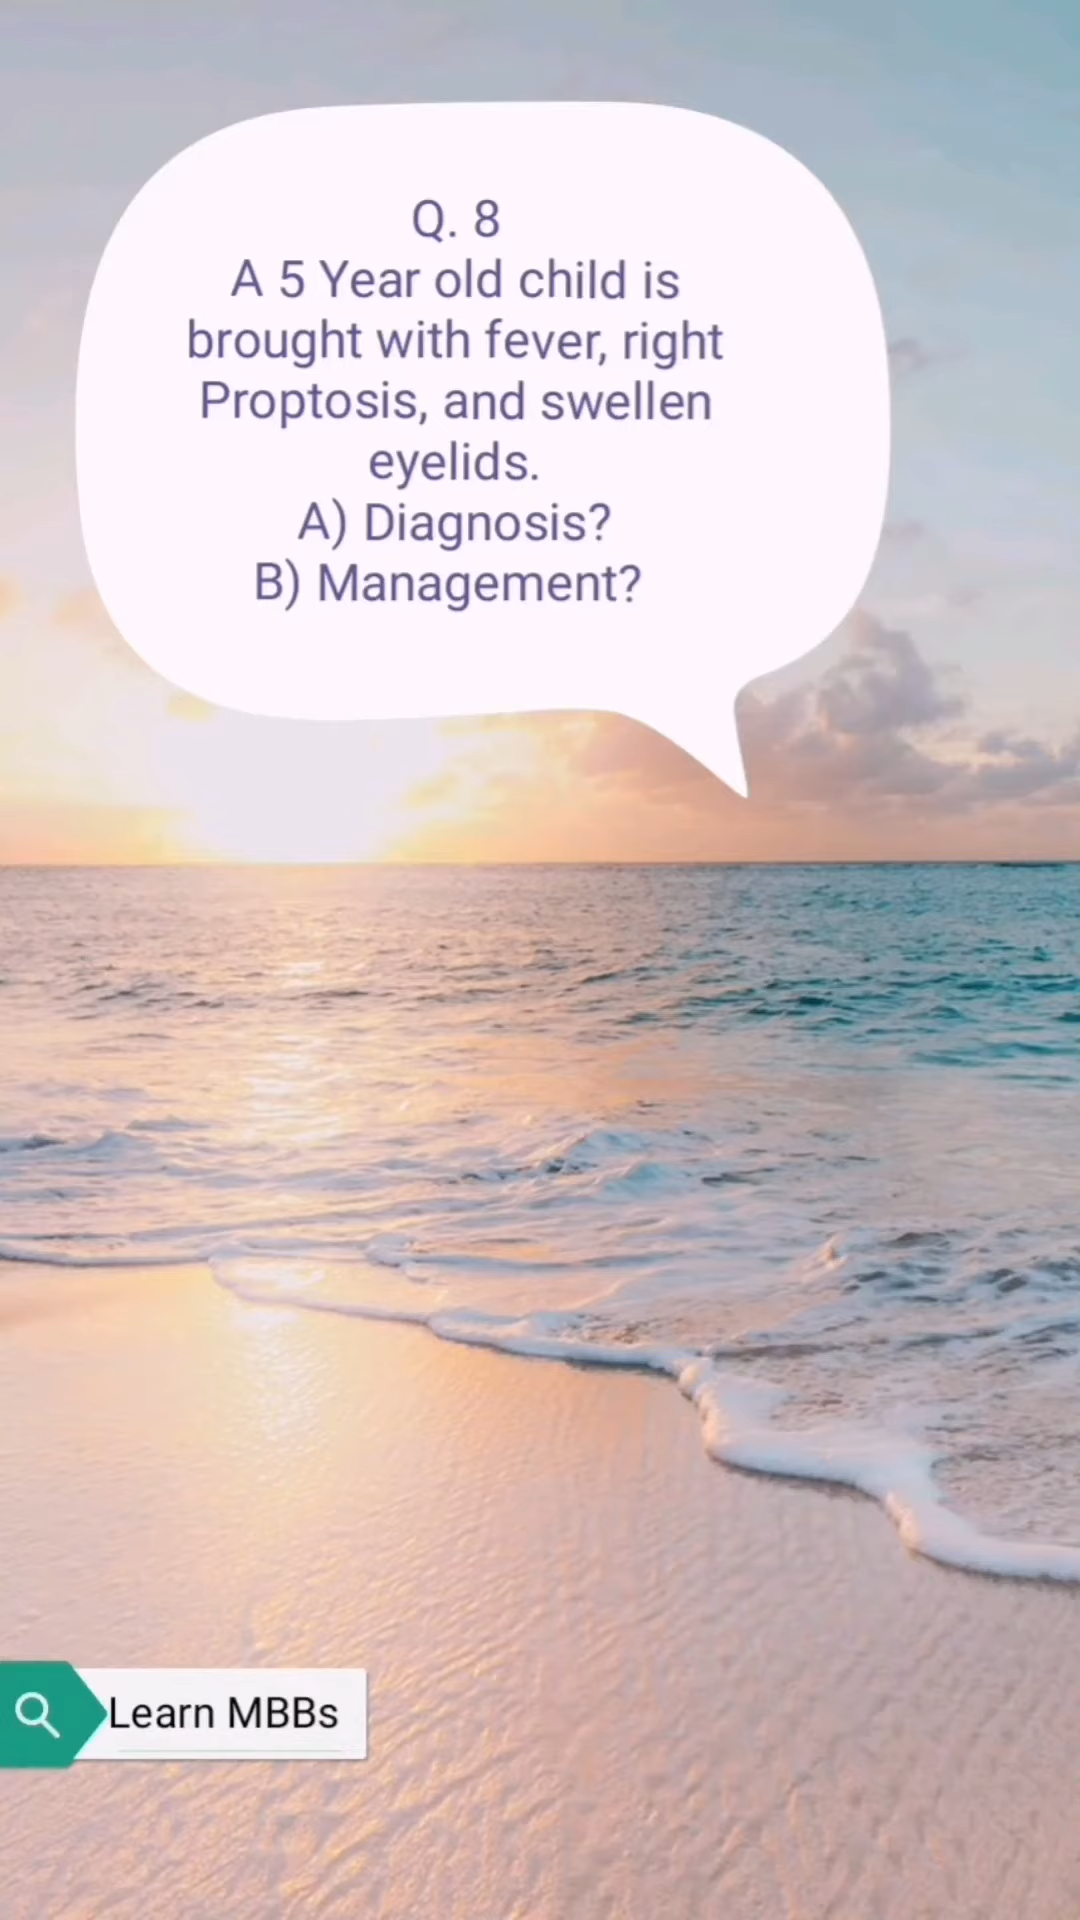 Q. 8
A 5 Year old child is
brought with fever, right
Proptosis, and swellen
eyelids.
A) Diagnosis?
B) Management?
Learn MBBs